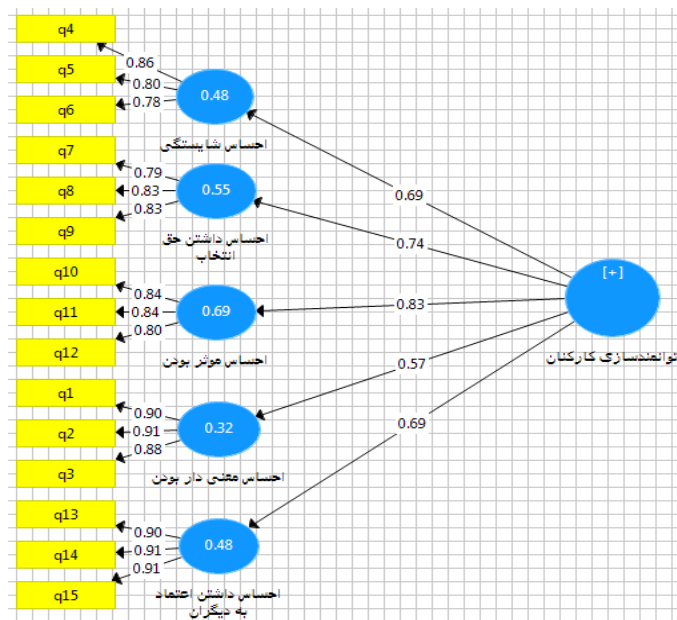 q4
q5
q6
0.86
0.80
0.78
0.48
احساس شایستگی
q7
q8
q9
0.79
0.83
0.83
0.55
احساس داشتن حق
انتخاب
q10
q11
q12
0.84
0.84
0.80
0.69
احساس موثر بودن
q1
q2
q3
0.90
0.91
0.88
0.32
احساس معنی دار بودن
q13
q14
q15
0.90
0.91
0.91
0.48
احساس داشتن اعتماد
به دیگران
0.69
0.74
0.83
0.57
0.69
[+]
توانمندسازی کارکنان